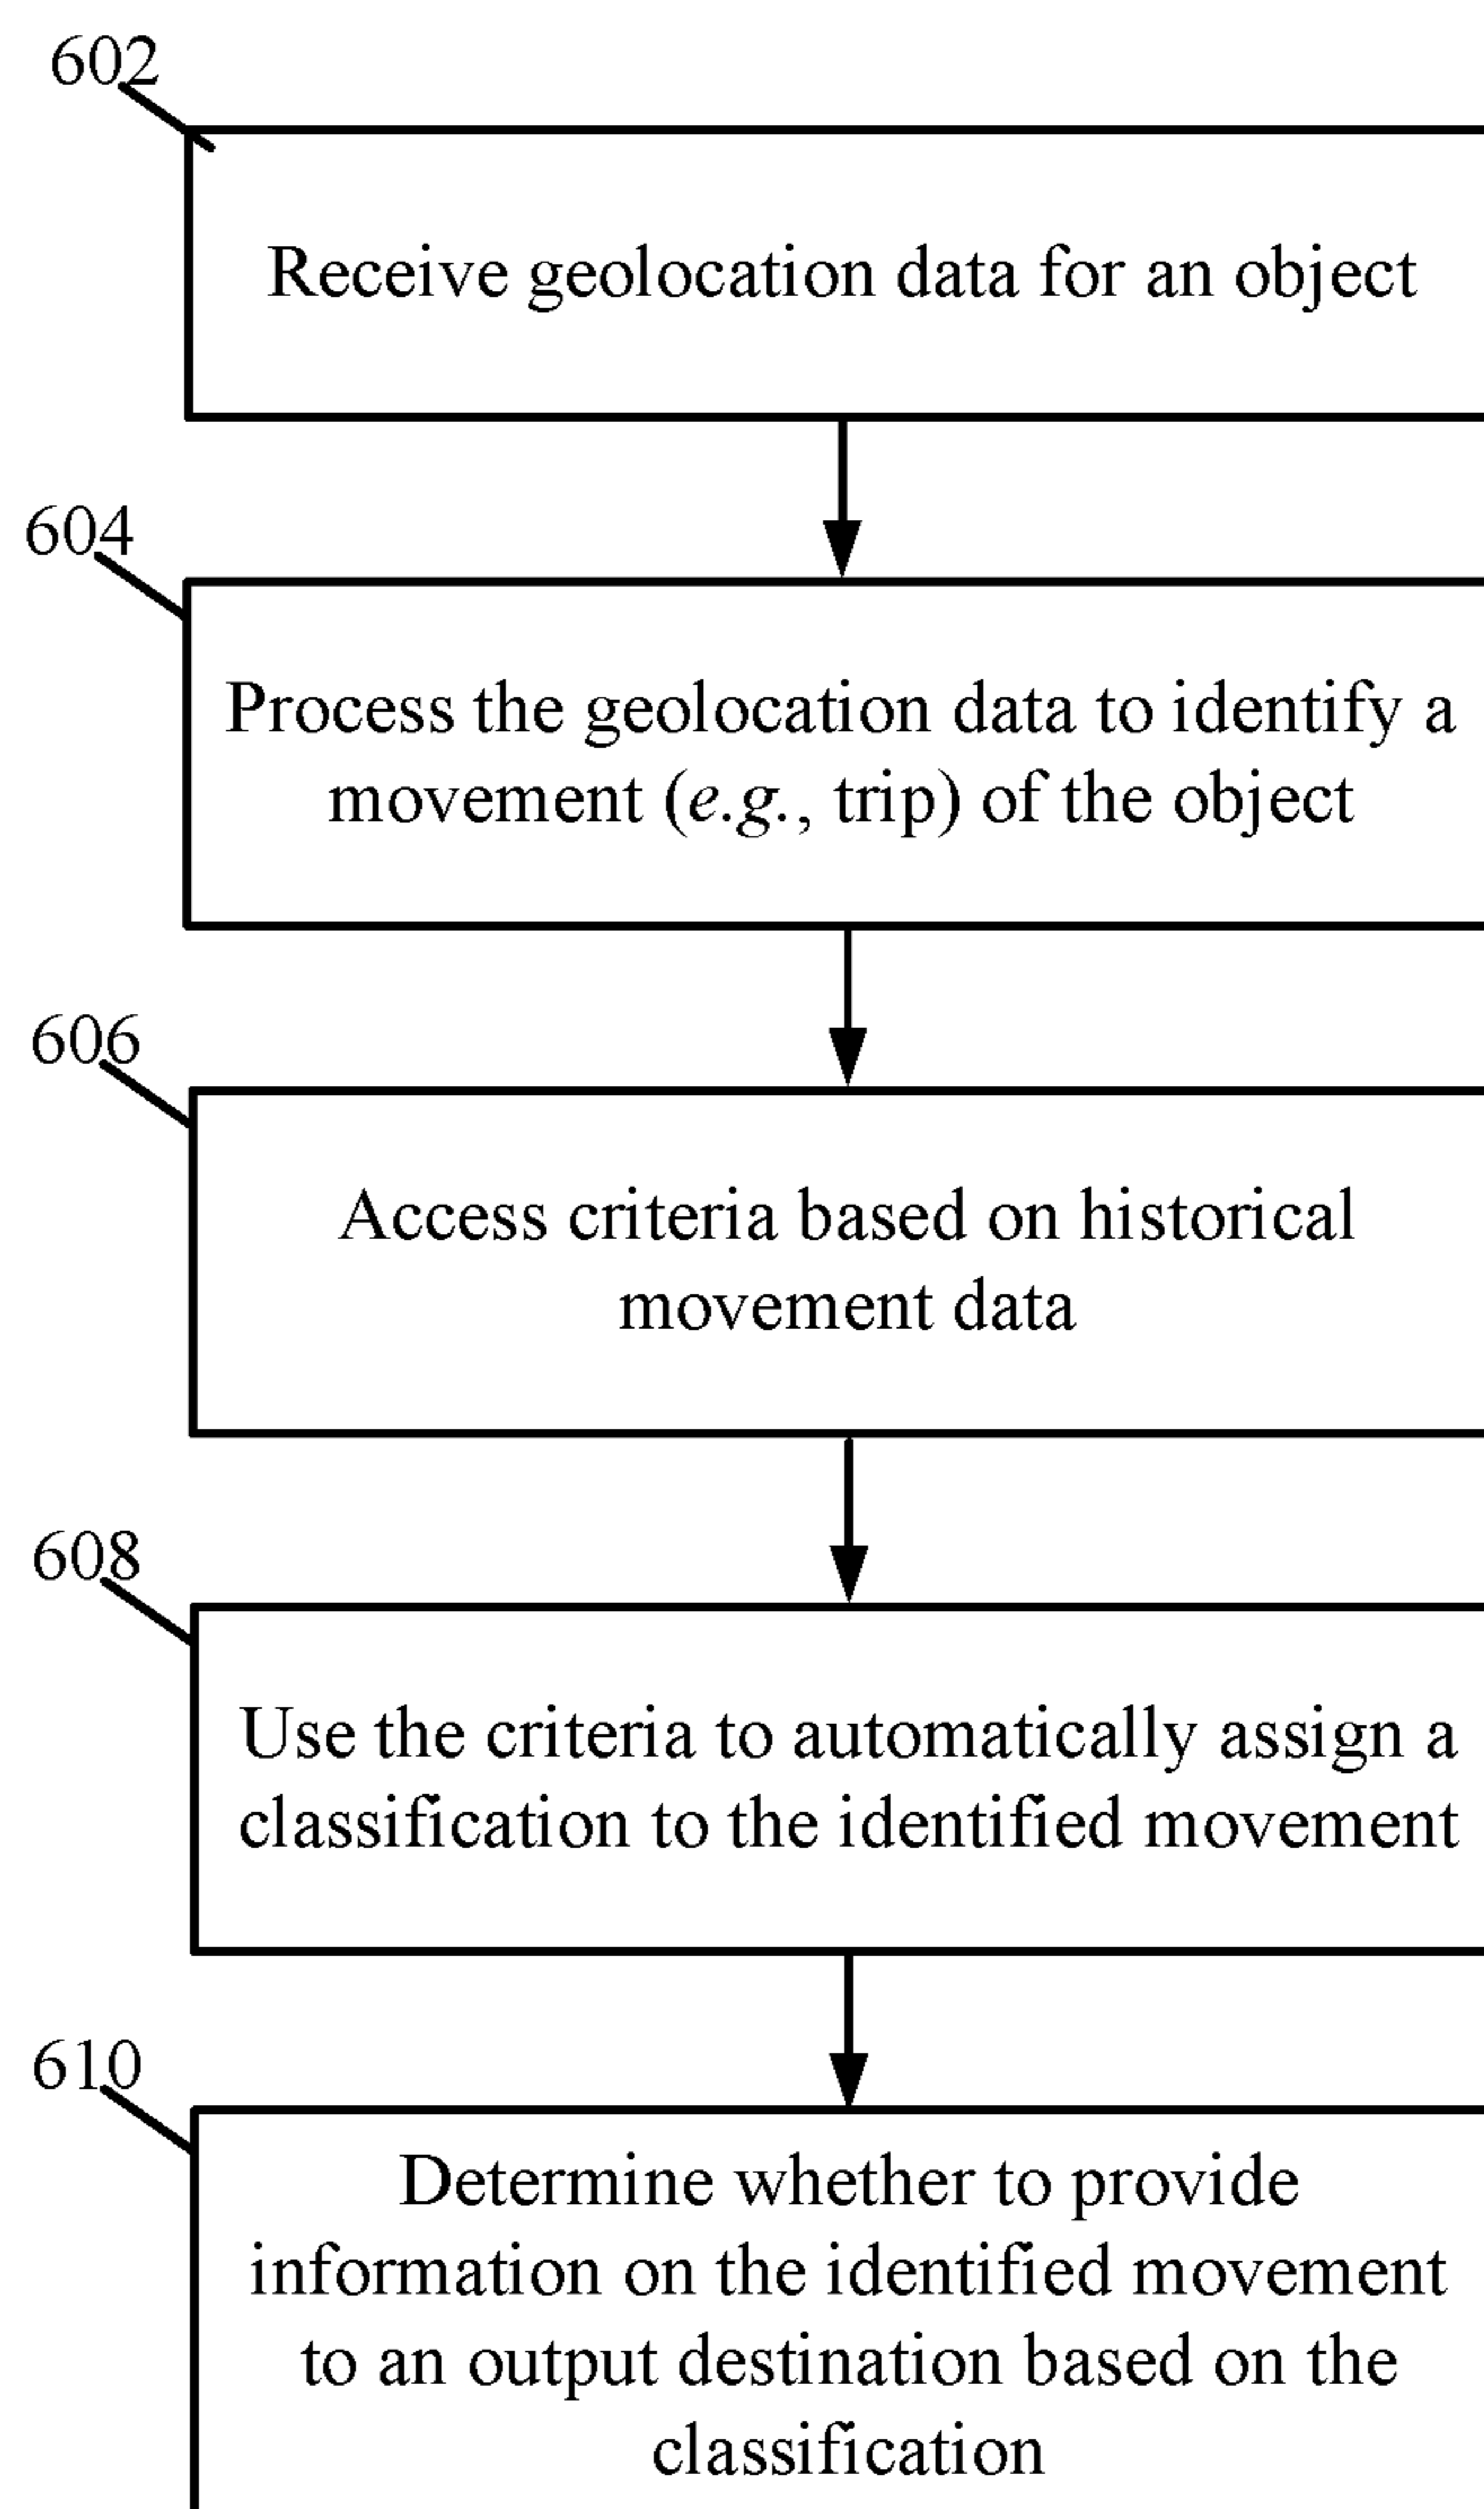 602
Receive geolocation data for an object
604
Process the geolocation data to identify a
movement (e.g., trip) of the object
606
Access criteria based on historical
movement data
608
Use the criteria to automatically assign a
classification to the identified movement
610
Determine whether to provide
information on the identified movement
to an output destination based on the
classification